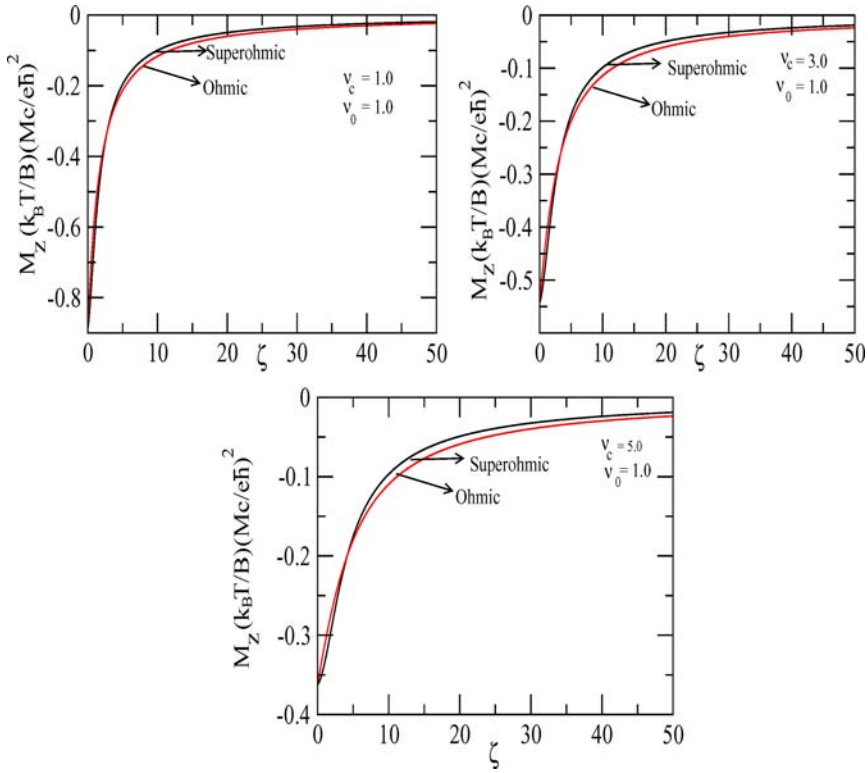 M_Z(k_BT/B)(Mc/eħ)^2
0
-0.2
-0.4
-0.6
-0.8
Superohmic
Ohmic
ν_c = 1.0
ν_0 = 1.0
0 10 20 30 40 50
ζ
M_Z(k_BT/B)(Mc/eħ)^2
0
-0.1
-0.2
-0.3
-0.4
-0.5
Superohmic
Ohmic
ν_c = 3.0
ν_0 = 1.0
0 10 20 30 40 50
ζ
M_Z(k_BT/B)(Mc/eħ)^2
0
-0.1
-0.2
-0.3
-0.4
Superohmic
Ohmic
ν_c = 5.0
ν_0 = 1.0
0 10 20 30 40 50
ζ